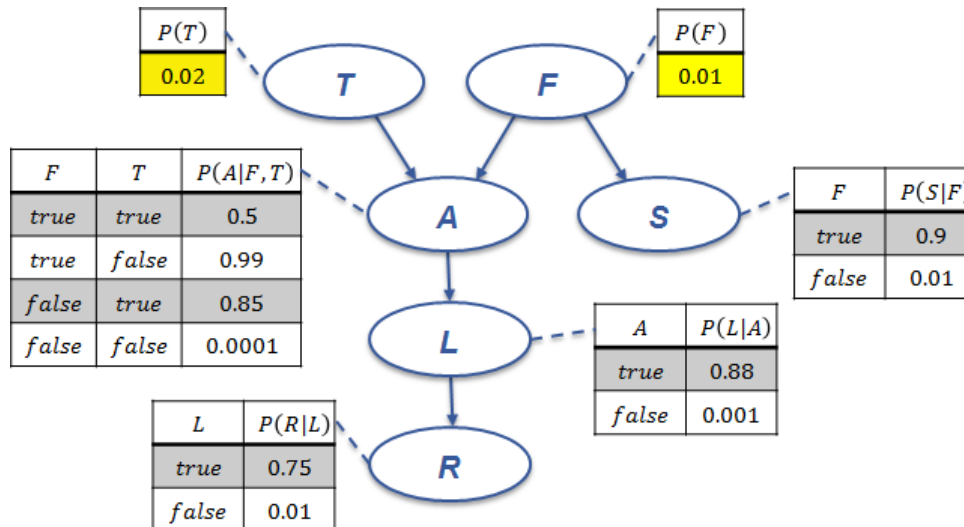 P(T)
0.02
T
F
P(F)
0.01
F T P(A|F,T)
true true 0.5
true false 0.99
false true 0.85
false false 0.0001
A
S
F P(S|F)
true 0.9
false 0.01
L
A P(L|A)
true 0.88
false 0.001
L P(R|L)
true 0.75
false 0.01
R